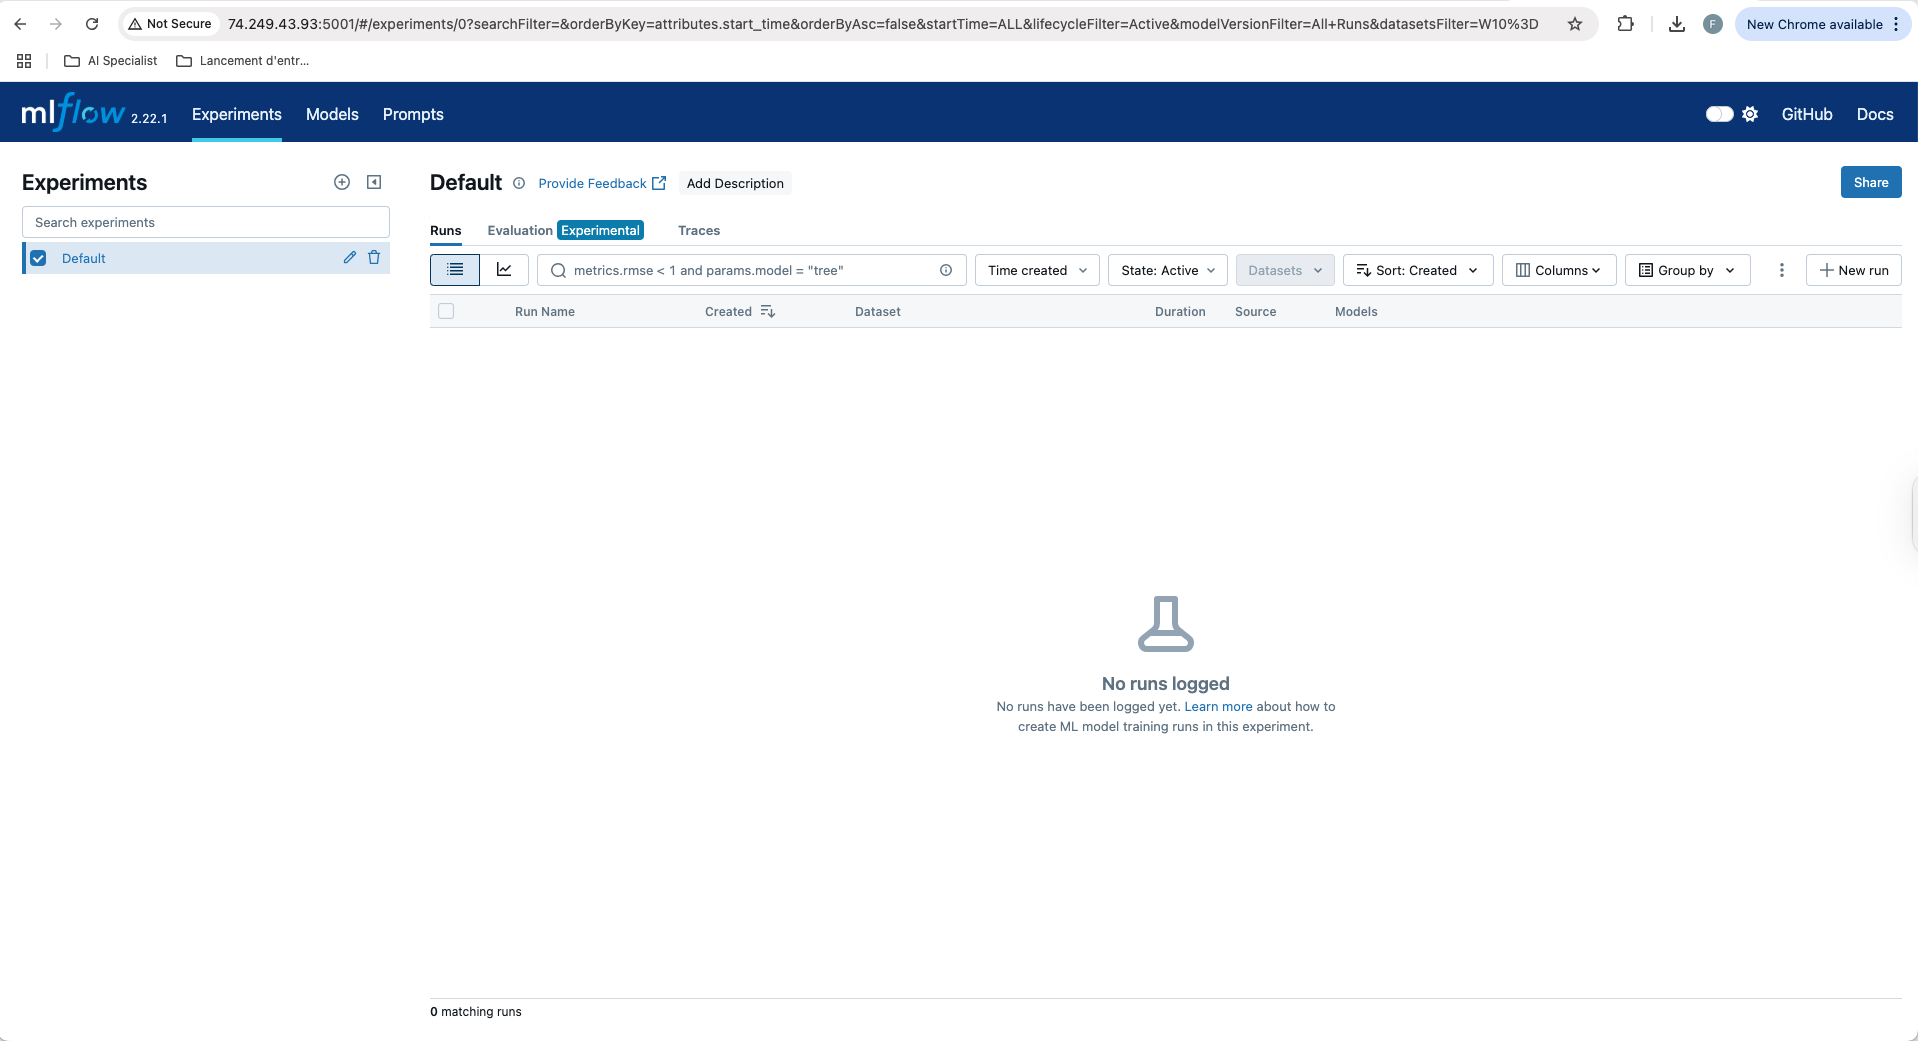 Not Secure 74.249.43.93:5001/#/experiments/0?searchFilter=&orderByKey=attributes.start_time&orderByAsc=false&startTime=ALL&lifecycleFilter=Active&modelVersionFilter=All+Runs&datasetsFilter=W10%3D F New Chrome available
AI Specialist Lancement d'entr...
mlflow 2.22.1 Experiments Models Prompts GitHub Docs
Experiments
Search experiments
Default
Default Provide Feedback Add Description Share
Runs Evaluation Experimental Traces
metrics.rmse < 1 and params.model = "tree" Time created State: Active Datasets Sort: Created Columns Group by New run
Run Name Created Dataset Duration Source Models
No runs logged
No runs have been logged yet. Learn more about how to
create ML model training runs in this experiment.
0 matching runs